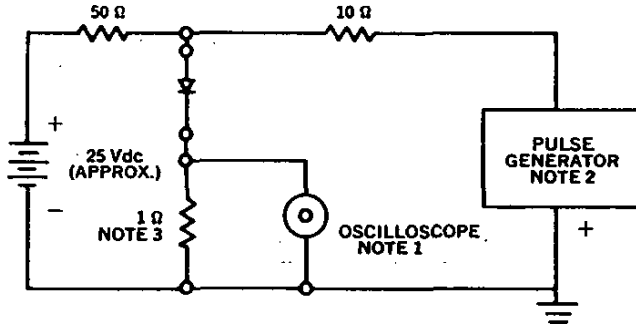 50 Ω
10 Ω
+
25 Vdc
(APPROX.)
−
1 Ω
NOTE 3
OSCILLOSCOPE
NOTE 1
PULSE
GENERATOR
NOTE 2
+